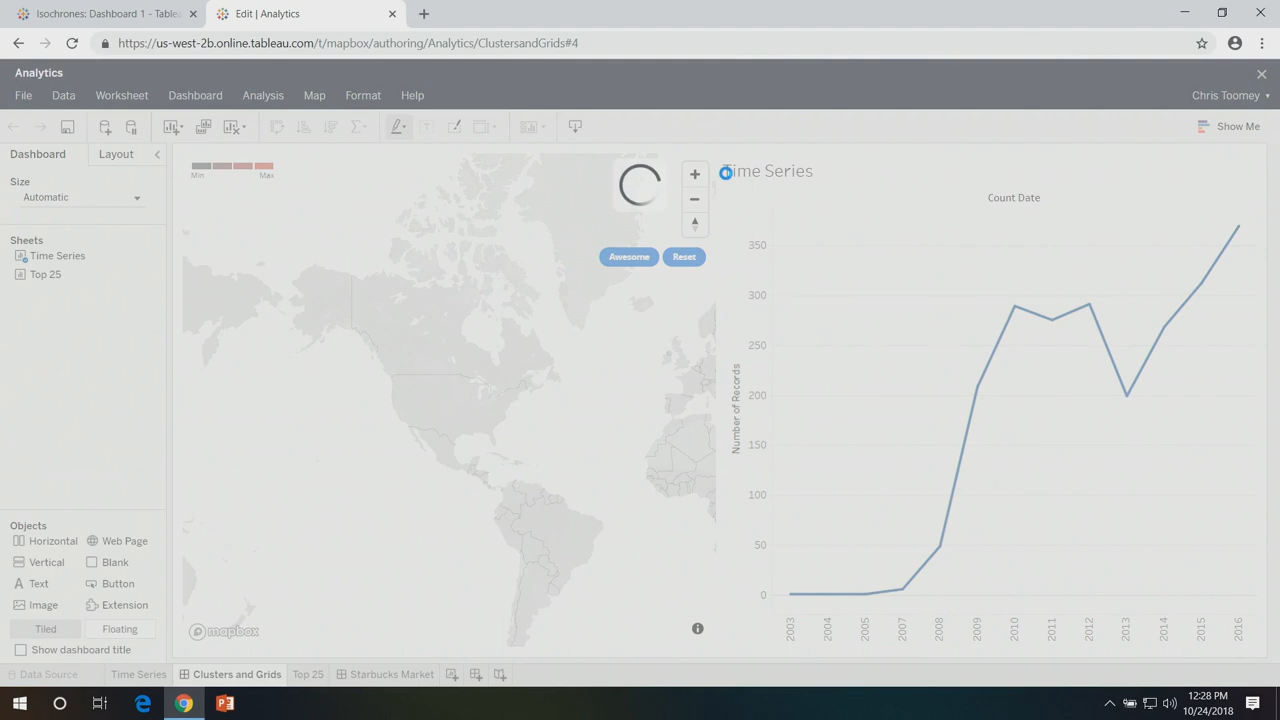 Isochrones: Dashboard 1 - Table
Edit | Analytics
https://us-west-2b.online.tableau.com/t/mapbox/authoring/Analytics/ClustersandGrids#4
Analytics
File Data Worksheet Dashboard Analysis Map Format Help
Chris Toomey
Show Me
Dashboard Layout
Size
Automatic
Sheets
Time Series
Top 25
Objects
Horizontal Web Page
Vertical Blank
Text Button
Image Extension
Tiled Floating
Show dashboard title
Min Max
Awesome Reset
mapbox
Time Series
Count Date
Number of Records
350
300
250
200
150
100
50
0
2003 2004 2005 2007 2008 2009 2010 2011 2012 2013 2014 2015 2016
Data Source Time Series Clusters and Grids Top 25 Starbucks Market
12:28 PM
10/24/2018